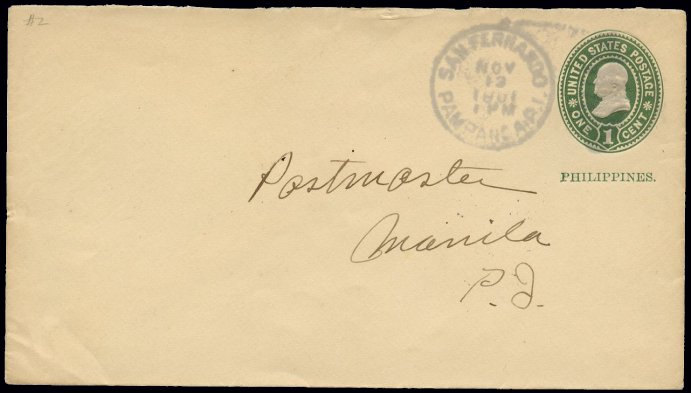 #2
SAN FERNANDO
NOV
13
1901
1 PM
PAMPANGA, P.I.
UNITED STATES POSTAGE
1
ONE CENT
PHILIPPINES.
Postmaster
Manila
P.I.